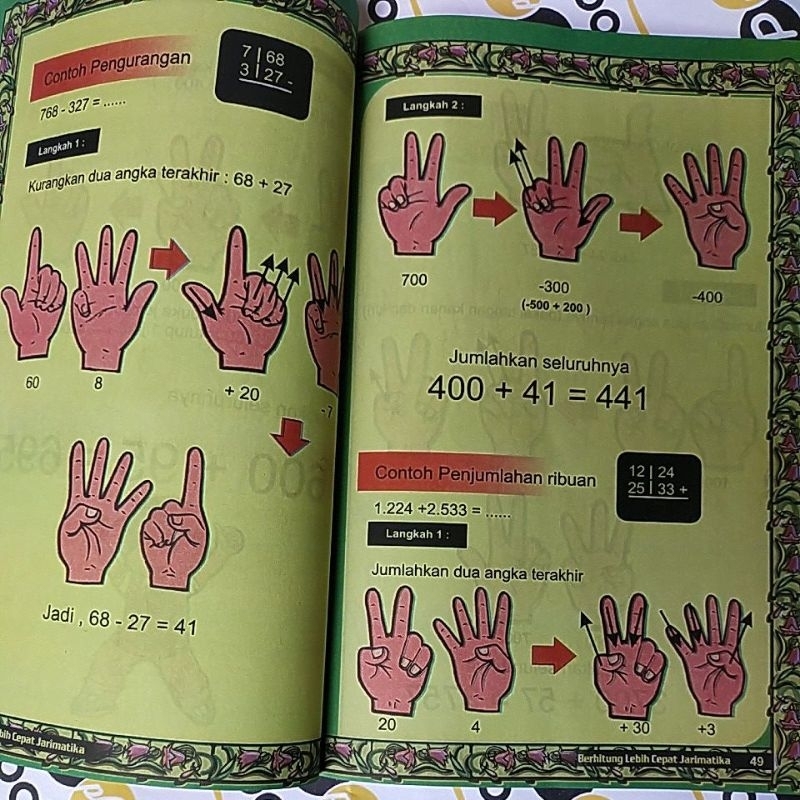 Contoh Pengurangan
7 | 68
3 | 27 -
768 - 327 = ......
Langkah 1 :
Kurangkan dua angka terakhir : 68 + 27
60
8
+ 20
- 7
Jadi , 68 - 27 = 41
bih Cepat Jarimatika
Langkah 2 :
700
-300
(-500 + 200 )
-400
Jumlahkan seluruhnya
400 + 41 = 441
Contoh Penjumlahan ribuan
12 | 24
25 | 33 +
1.224 +2.533 = ......
Langkah 1 :
Jumlahkan dua angka terakhir
20
4
+ 30
+3
Berhitung Lebih Cepat Jarimatika 49